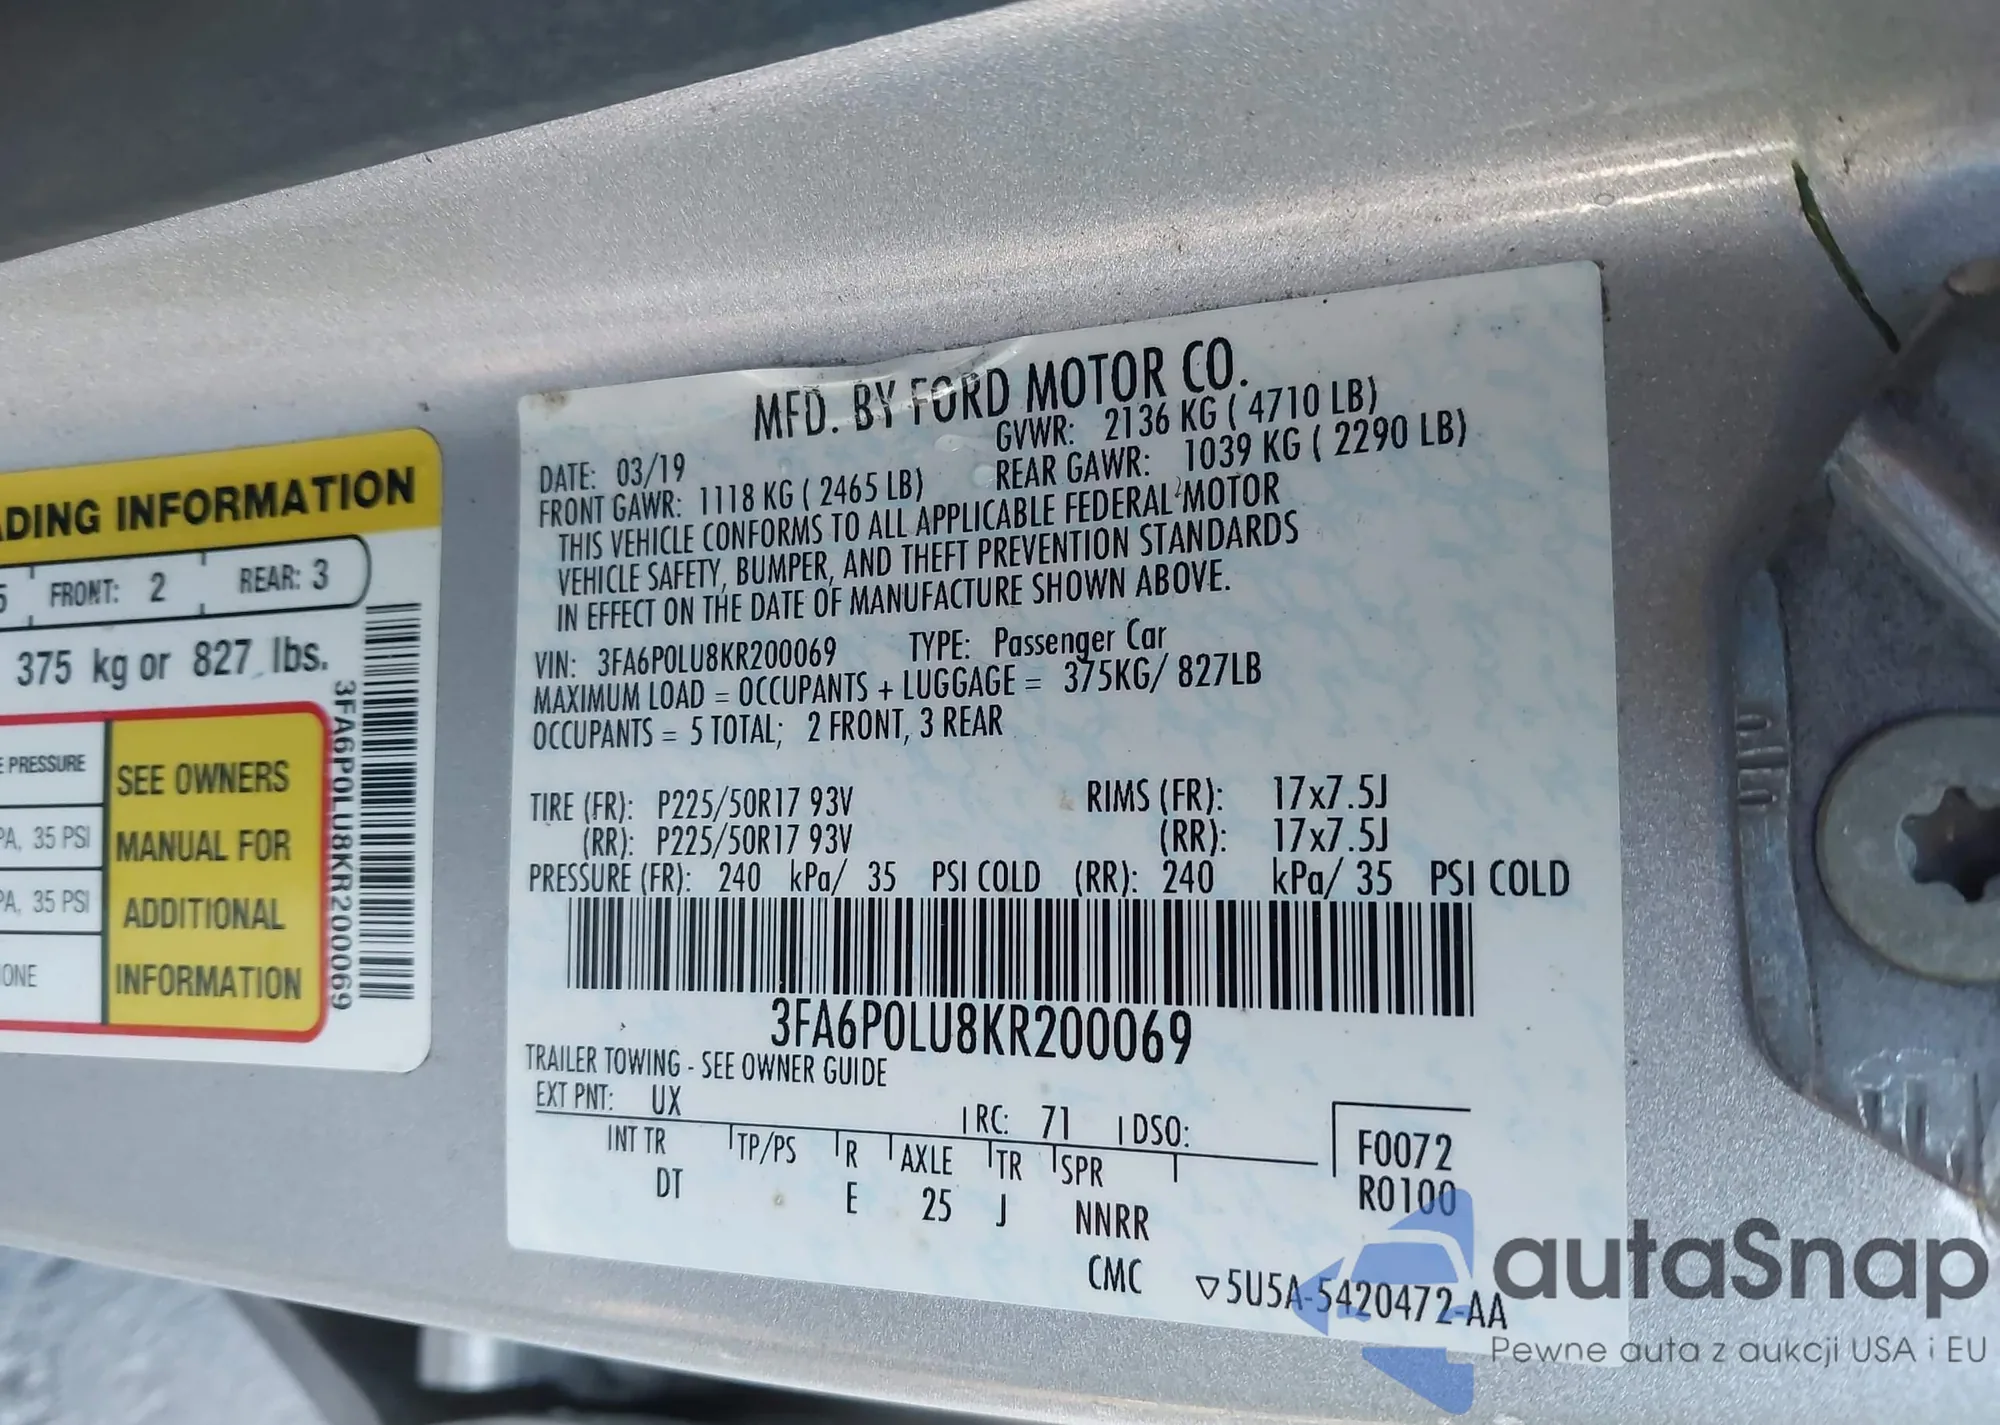 ADING INFORMATION
5 FRONT: 2 REAR: 3
375 kg or 827 lbs.
E PRESSURE
PA, 35 PSI
PA, 35 PSI
ONE
SEE OWNERS
MANUAL FOR
ADDITIONAL
INFORMATION
3FA6P0LU8KR200069
MFD. BY FORD MOTOR CO.
DATE: 03/19 GVWR: 2136 KG ( 4710 LB)
FRONT GAWR: 1118 KG ( 2465 LB) REAR GAWR: 1039 KG ( 2290 LB)
THIS VEHICLE CONFORMS TO ALL APPLICABLE FEDERAL MOTOR
VEHICLE SAFETY, BUMPER, AND THEFT PREVENTION STANDARDS
IN EFFECT ON THE DATE OF MANUFACTURE SHOWN ABOVE.
VIN: 3FA6P0LU8KR200069 TYPE: Passenger Car
MAXIMUM LOAD = OCCUPANTS + LUGGAGE = 375KG/ 827LB
OCCUPANTS = 5 TOTAL; 2 FRONT, 3 REAR
TIRE (FR): P225/50R17 93V RIMS (FR): 17x7.5J
(RR): P225/50R17 93V (RR): 17x7.5J
PRESSURE (FR): 240 kPa/ 35 PSI COLD (RR): 240 kPa/ 35 PSI COLD
3FA6P0LU8KR200069
TRAILER TOWING - SEE OWNER GUIDE
EXT PNT: UX RC: 71 DSO:
INT TR TP/PS R AXLE TR SPR F0072
DT E 25 J NNRR R0100
CMC ▽5U5A-5420472-AA
autaSnap
Pewne auta z aukcji USA i EU